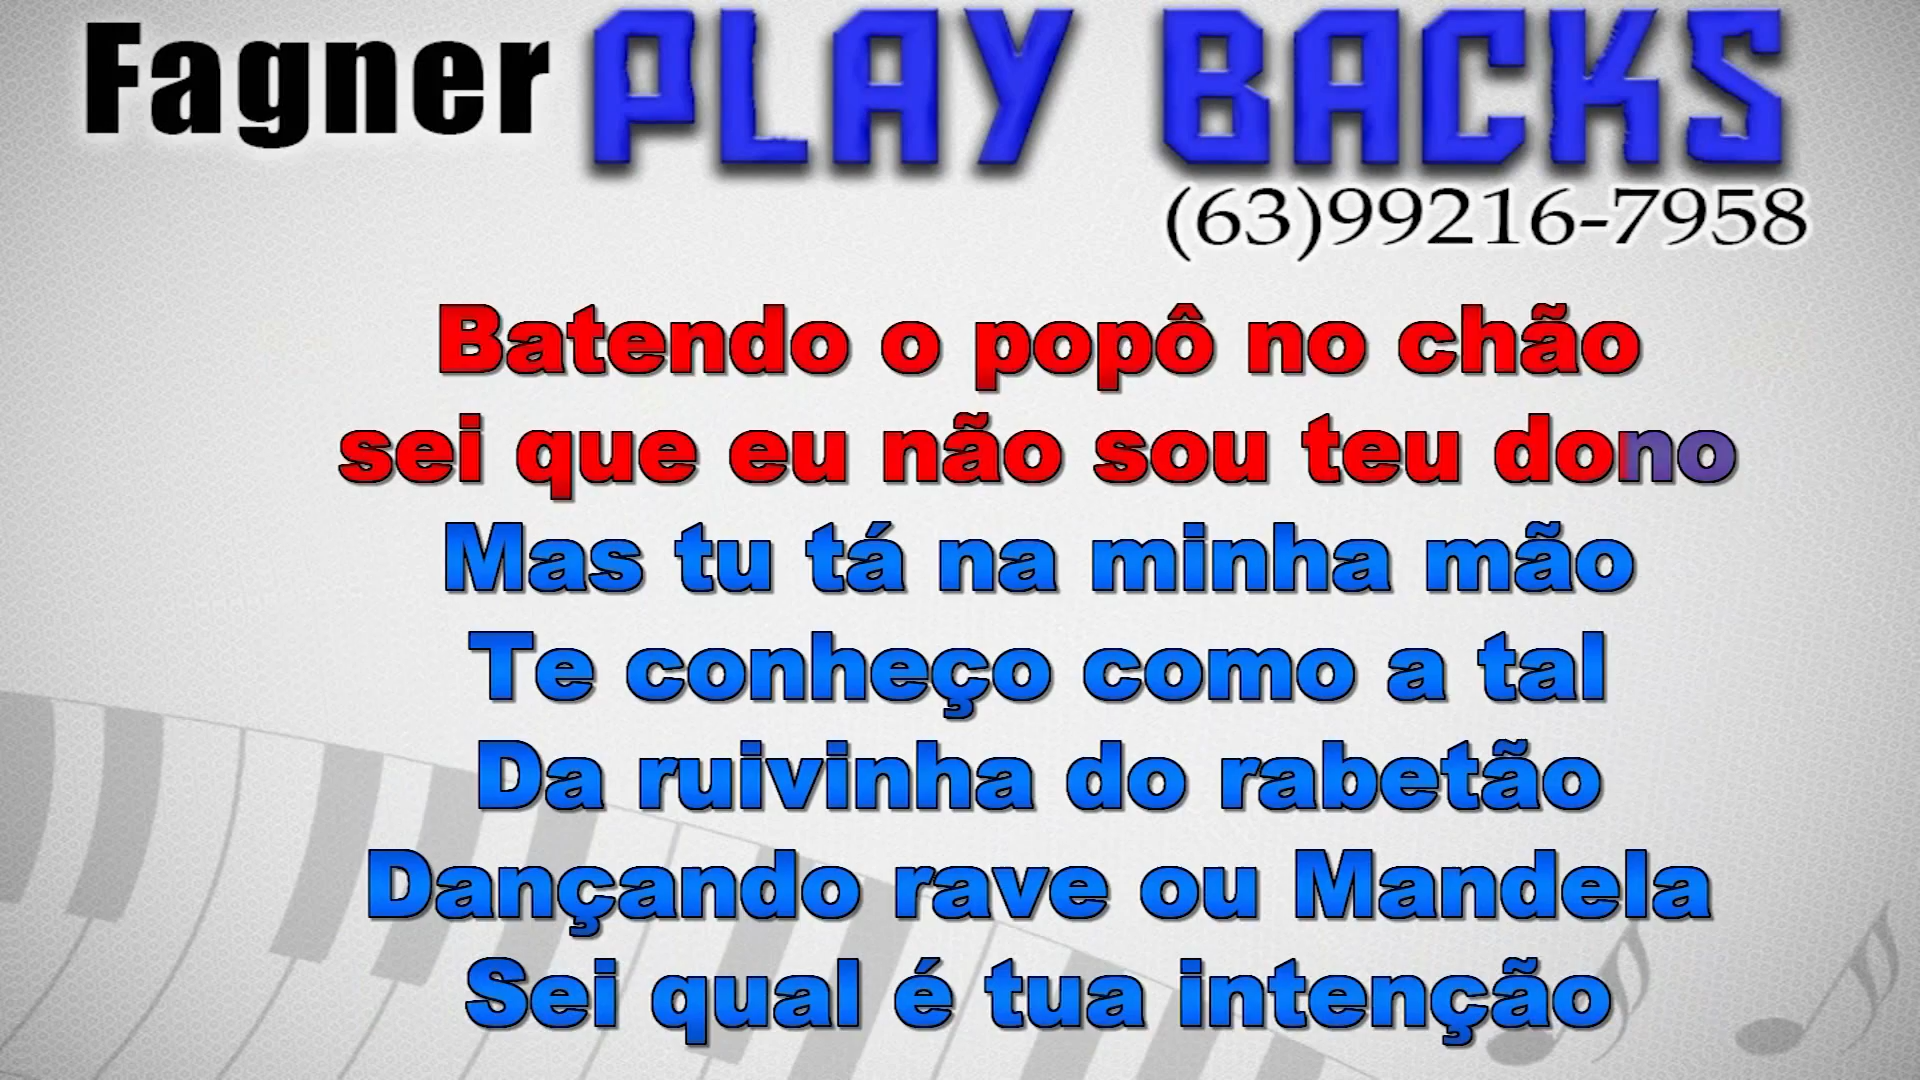 Fagner PLAY BACKS
(63)99216-7958
Batendo o popô no chão
sei que eu não sou teu dono
Mas tu tá na minha mão
Te conheço como a tal
Da ruivinha do rabetão
Dançando rave ou Mandela
Sei qual é tua intenção